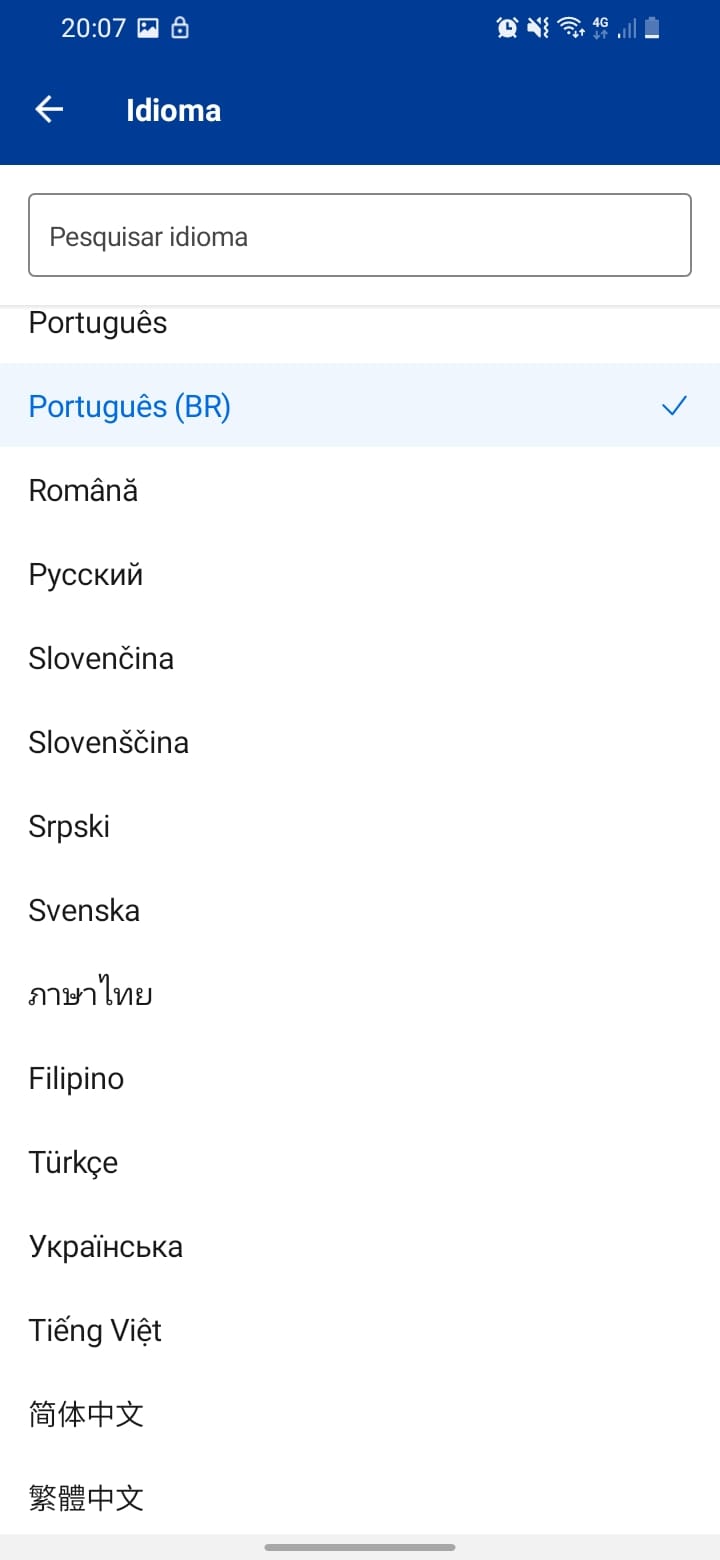 20:07
4G
Idioma
Pesquisar idioma
Português
Português (BR)
Română
Русский
Slovenčina
Slovenščina
Srpski
Svenska
ภาษาไทย
Filipino
Türkçe
Українська
Tiếng Việt
简体中文
繁體中文